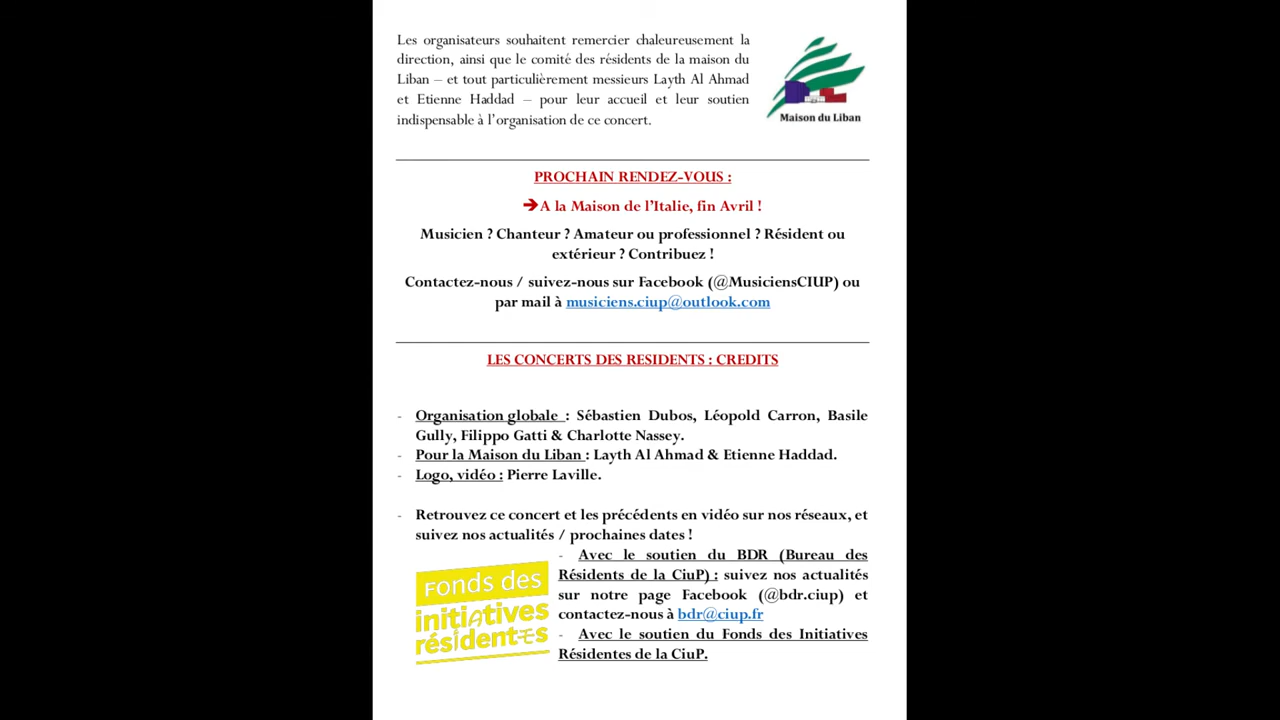 Les organisateurs souhaitent remercier chaleureusement la
direction, ainsi que le comité des résidents de la maison du
Liban – et tout particulièrement messieurs Layth Al Ahmad
et Etienne Haddad – pour leur accueil et leur soutien
indispensable à l'organisation de ce concert.
Maison du Liban
PROCHAIN RENDEZ-VOUS :
➔A la Maison de l'Italie, fin Avril !
Musicien ? Chanteur ? Amateur ou professionnel ? Résident ou
extérieur ? Contribuez !
Contactez-nous / suivez-nous sur Facebook (@MusiciensCIUP) ou
par mail à musiciens.ciup@outlook.com
LES CONCERTS DES RESIDENTS : CREDITS
- Organisation globale : Sébastien Dubos, Léopold Carron, Basile
Gully, Filippo Gatti & Charlotte Nassey.
- Pour la Maison du Liban : Layth Al Ahmad & Etienne Haddad.
- Logo, vidéo : Pierre Laville.
- Retrouvez ce concert et les précédents en vidéo sur nos réseaux, et
suivez nos actualités / prochaines dates !
- Avec le soutien du BDR (Bureau des
Résidents de la CiuP) : suivez nos actualités
sur notre page Facebook (@bdr.ciup) et
contactez-nous à bdr@ciup.fr
- Avec le soutien du Fonds des Initiatives
Résidentes de la CiuP.
Fonds des
initiatives
résidentes